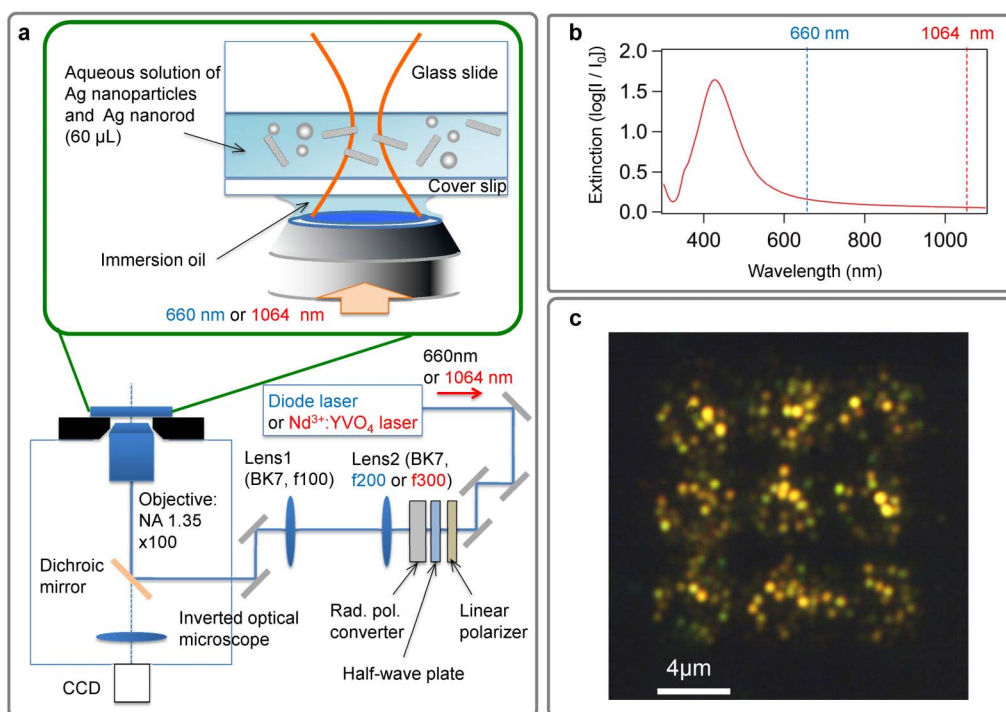 a
Aqueous solution of
Ag nanoparticles
and Ag nanorod
(60 µL)
Glass slide
Cover slip
Immersion oil
660 nm or 1064 nm
660nm
or 1064 nm
Diode laser
or Nd³⁺:YVO₄ laser
Lens1
(BK7, f100)
Lens2 (BK7,
f200 or f300)
Objective:
NA 1.35
x100
Dichroic
mirror
Inverted optical
microscope
Rad. pol.
converter
Linear
polarizer
Half-wave plate
CCD
b
660 nm
1064 nm
2.0
1.5
1.0
0.5
0.0
Extinction (log[I / I₀])
400
600
800
1000
Wavelength (nm)
c
4µm